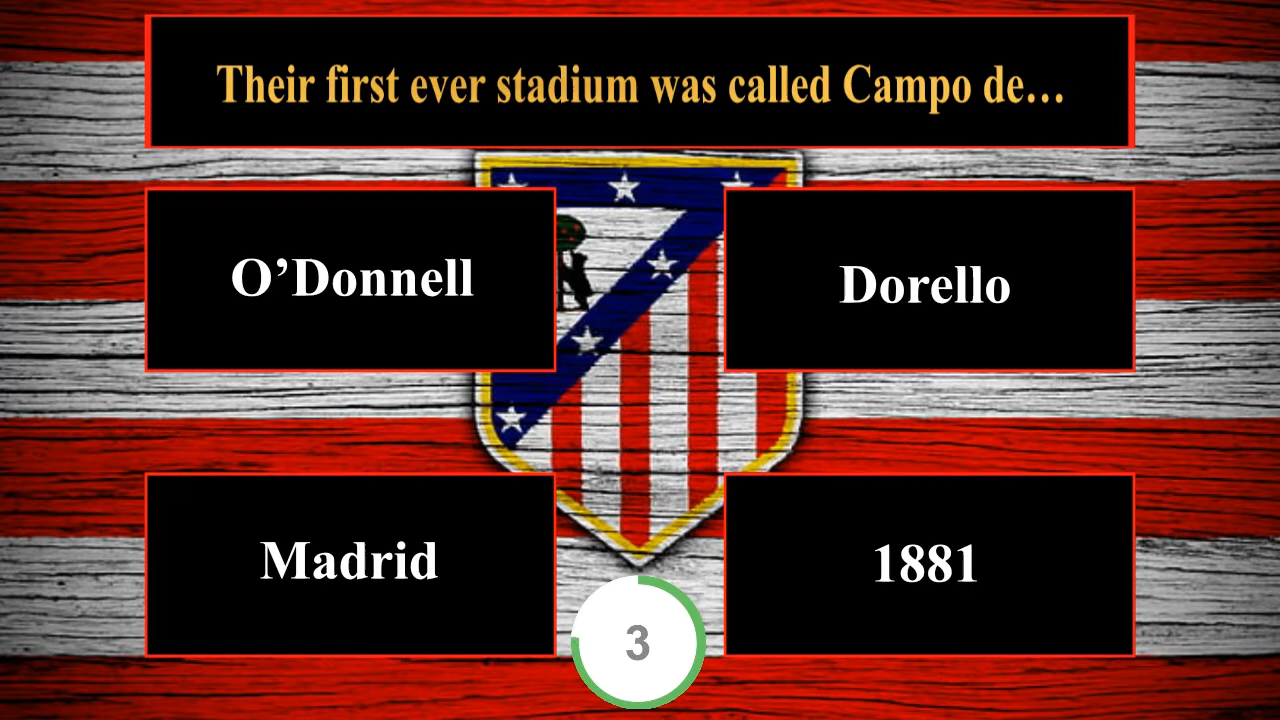 Their first ever stadium was called Campo de…
O’Donnell
Dorello
Madrid
1881
3